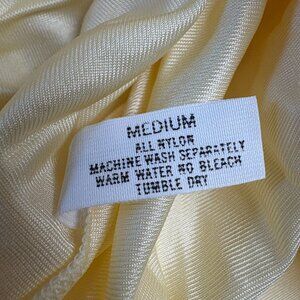 MEDIUM
ALL NYLON
MACHINE WASH SEPARATELY
WARM WATER NO BLEACH
TUMBLE DRY